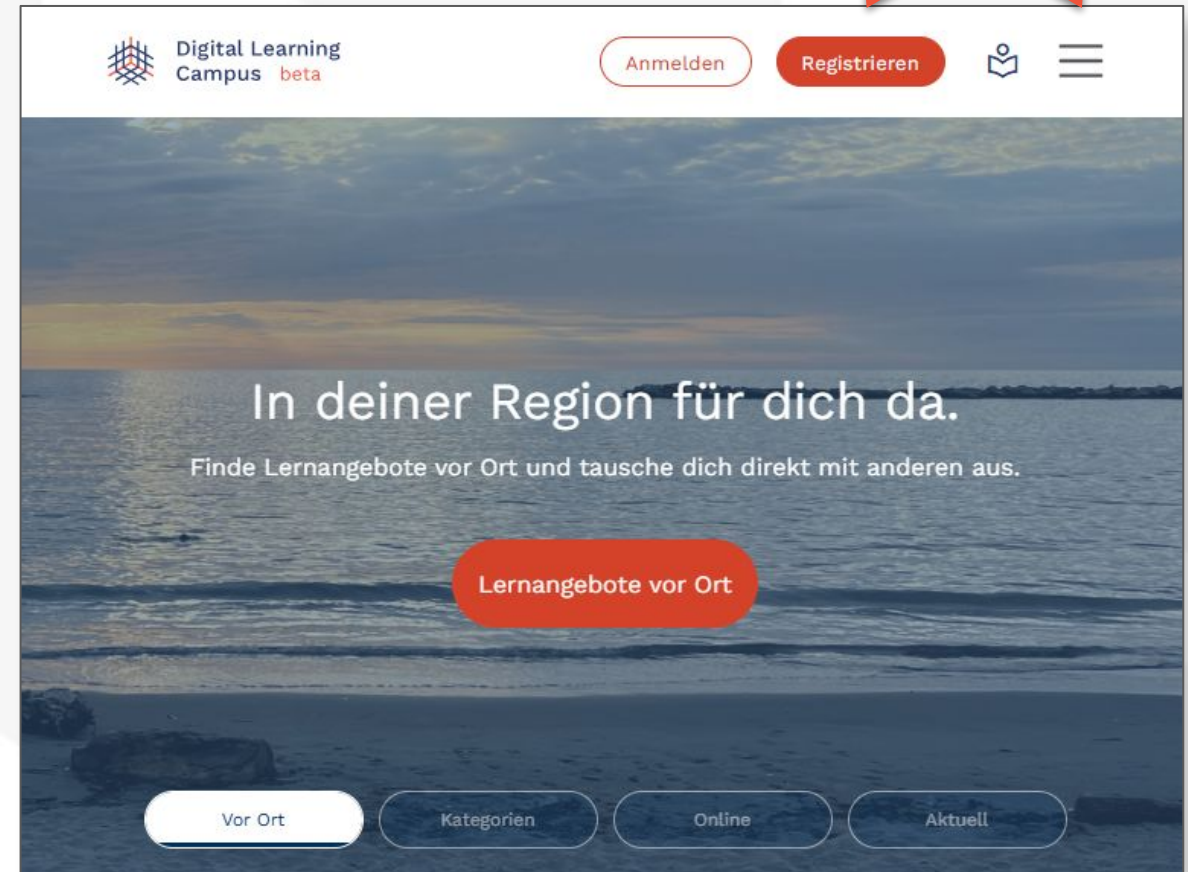 Digital Learning
Campus beta
Anmelden
Registrieren
In deiner Region für dich da.
Finde Lernangebote vor Ort und tausche dich direkt mit anderen aus.
Lernangebote vor Ort
Vor Ort
Kategorien
Online
Aktuell